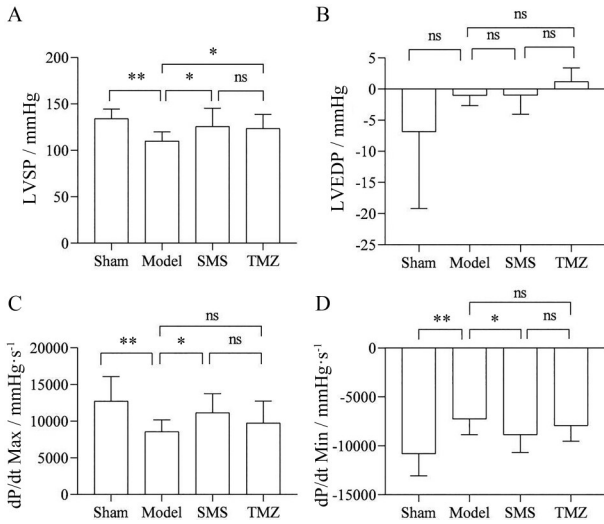 A
LVSP / mmHg
200
150
100
50
0
**
*
*
ns
Sham Model SMS TMZ
B
LVEDP / mmHg
5
0
-5
-10
-15
-20
-25
ns
ns
ns
ns
Sham Model SMS TMZ
C
dP/dt Max / mmHg·s⁻¹
20000
15000
10000
5000
0
**
*
ns
ns
Sham Model SMS TMZ
D
dP/dt Min / mmHg·s⁻¹
0
-5000
-10000
-15000
**
*
ns
ns
Sham Model SMS TMZ